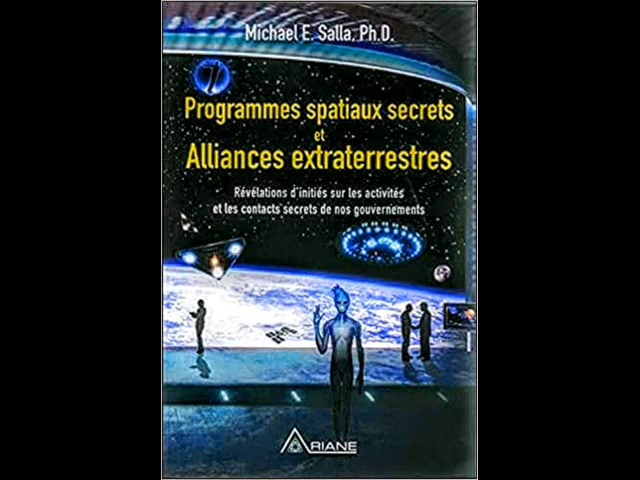 Michael E. Salla, Ph.D.
Programmes spatiaux secrets
et
Alliances extraterrestres
Révélations d'initiés sur les activités
et les contacts secrets de nos gouvernements
ARIANE